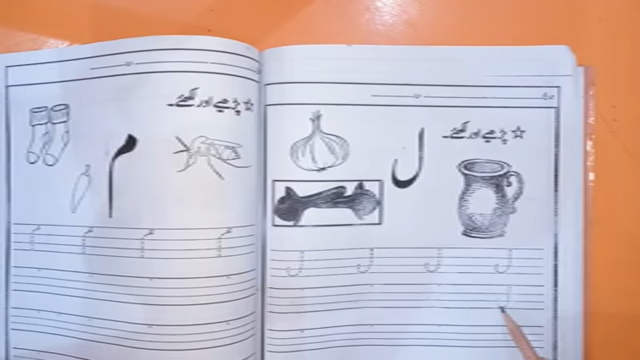 ☆ پڑھیے اور لکھیے۔
ل
ل ل ل ل
ل
☆ پڑھیے اور لکھیے۔
م
م م م م